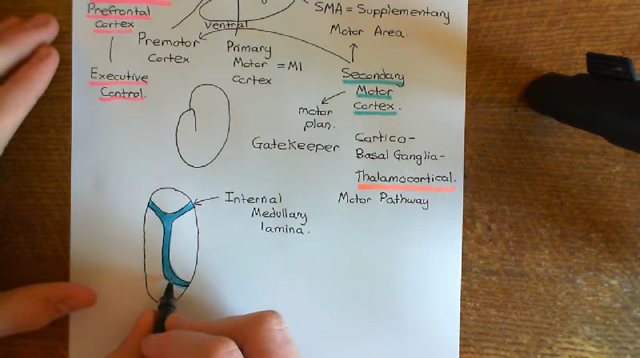 Prefrontal
Cortex
Executive
Control.
ventral
Premotor
Cortex
Primary
Motor = M1
Cortex
SMA = Supplementary
Motor Area.
Secondary
Motor
Cortex.
motor
plan.
Gatekeeper
Cortico-
Basal Ganglia-
Thalamocortical.
Motor Pathway
Internal
Medullary
lamina.